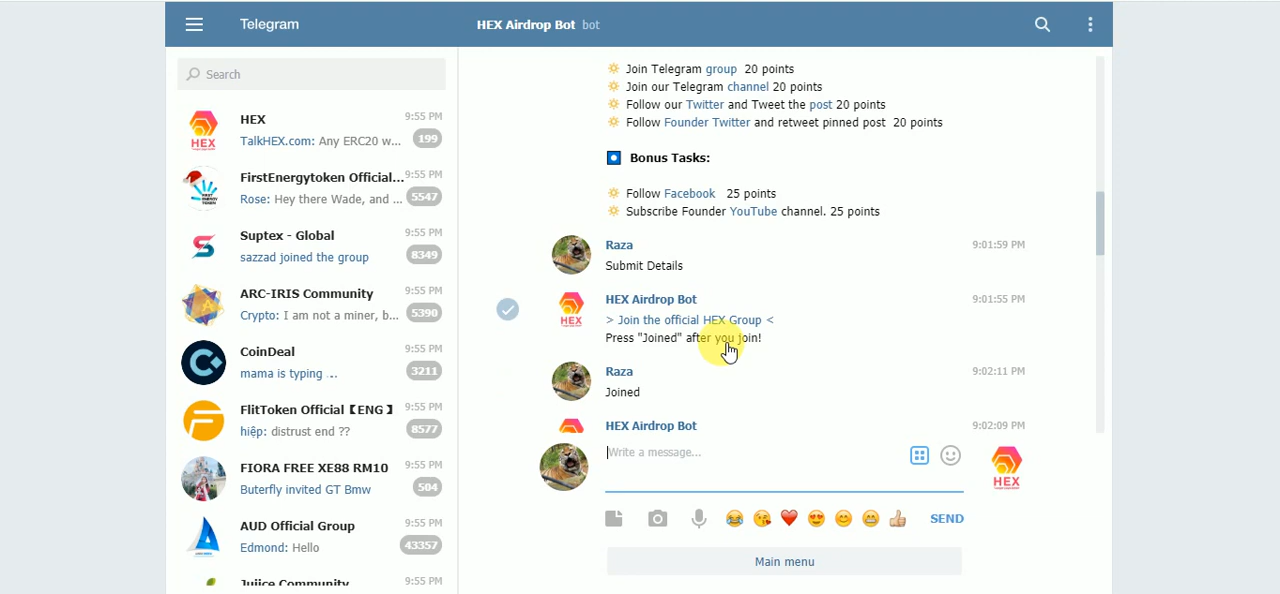 Telegram
HEX Airdrop Bot bot
Search
HEX 9:55 PM
TalkHEX.com: Any ERC20 w... 199
FirstEnergytoken Official... 9:55 PM
Rose: Hey there Wade, and ... 5547
Suptex - Global 9:55 PM
sazzad joined the group 8349
ARC-IRIS Community 9:55 PM
Crypto: I am not a miner, b... 5390
CoinDeal 9:55 PM
mama is typing ... 3211
FlitToken Official【ENG】 9:55 PM
hiệp: distrust end ?? 8577
FIORA FREE XE88 RM10 9:55 PM
Buterfly invited GT Bmw 504
AUD Official Group 9:55 PM
Edmond: Hello 43357
Juiice Community 9:55 PM
Join Telegram group 20 points
Join our Telegram channel 20 points
Follow our Twitter and Tweet the post 20 points
Follow Founder Twitter and retweet pinned post 20 points
Bonus Tasks:
Follow Facebook 25 points
Subscribe Founder YouTube channel. 25 points
Raza 9:01:59 PM
Submit Details
HEX Airdrop Bot 9:01:55 PM
> Join the official HEX Group <
Press "Joined" after you join!
Raza 9:02:11 PM
Joined
HEX Airdrop Bot 9:02:09 PM
Write a message...
HEX
SEND
Main menu